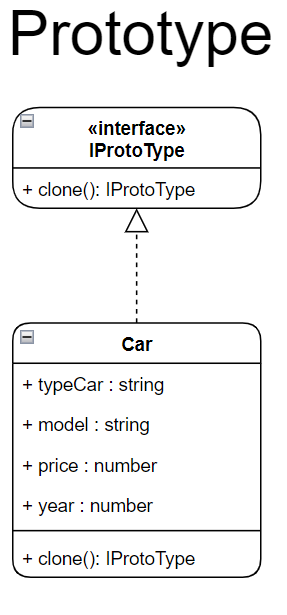 Prototype
«interface»
IProtoType
+ clone(): IProtoType
Car
+ typeCar : string
+ model : string
+ price : number
+ year : number
+ clone(): IProtoType